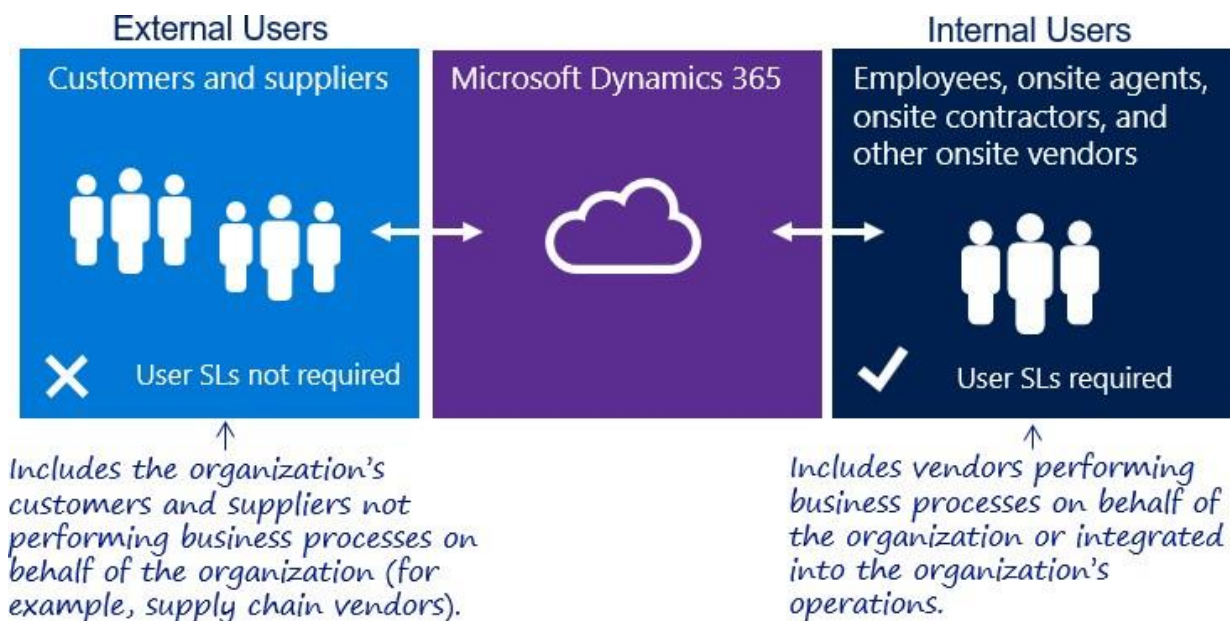 External Users
Customers and suppliers
User SLs not required
Includes the organization's
customers and suppliers not
performing business processes on
behalf of the organization (for
example, supply chain vendors).
Microsoft Dynamics 365
Internal Users
Employees, onsite agents,
onsite contractors, and
other onsite vendors
User SLs required
Includes vendors performing
business processes on behalf of
the organization or integrated
into the organization's
operations.